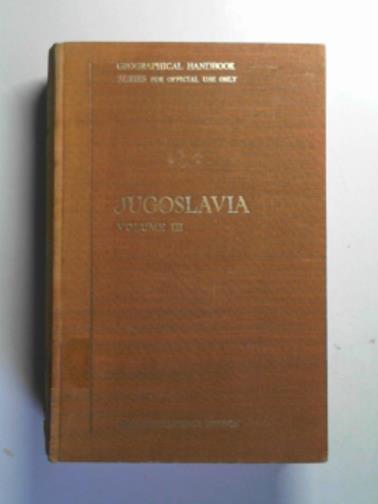 GEOGRAPHICAL HANDBOOK
SERIES FOR OFFICIAL USE ONLY
JUGOSLAVIA
VOLUME III